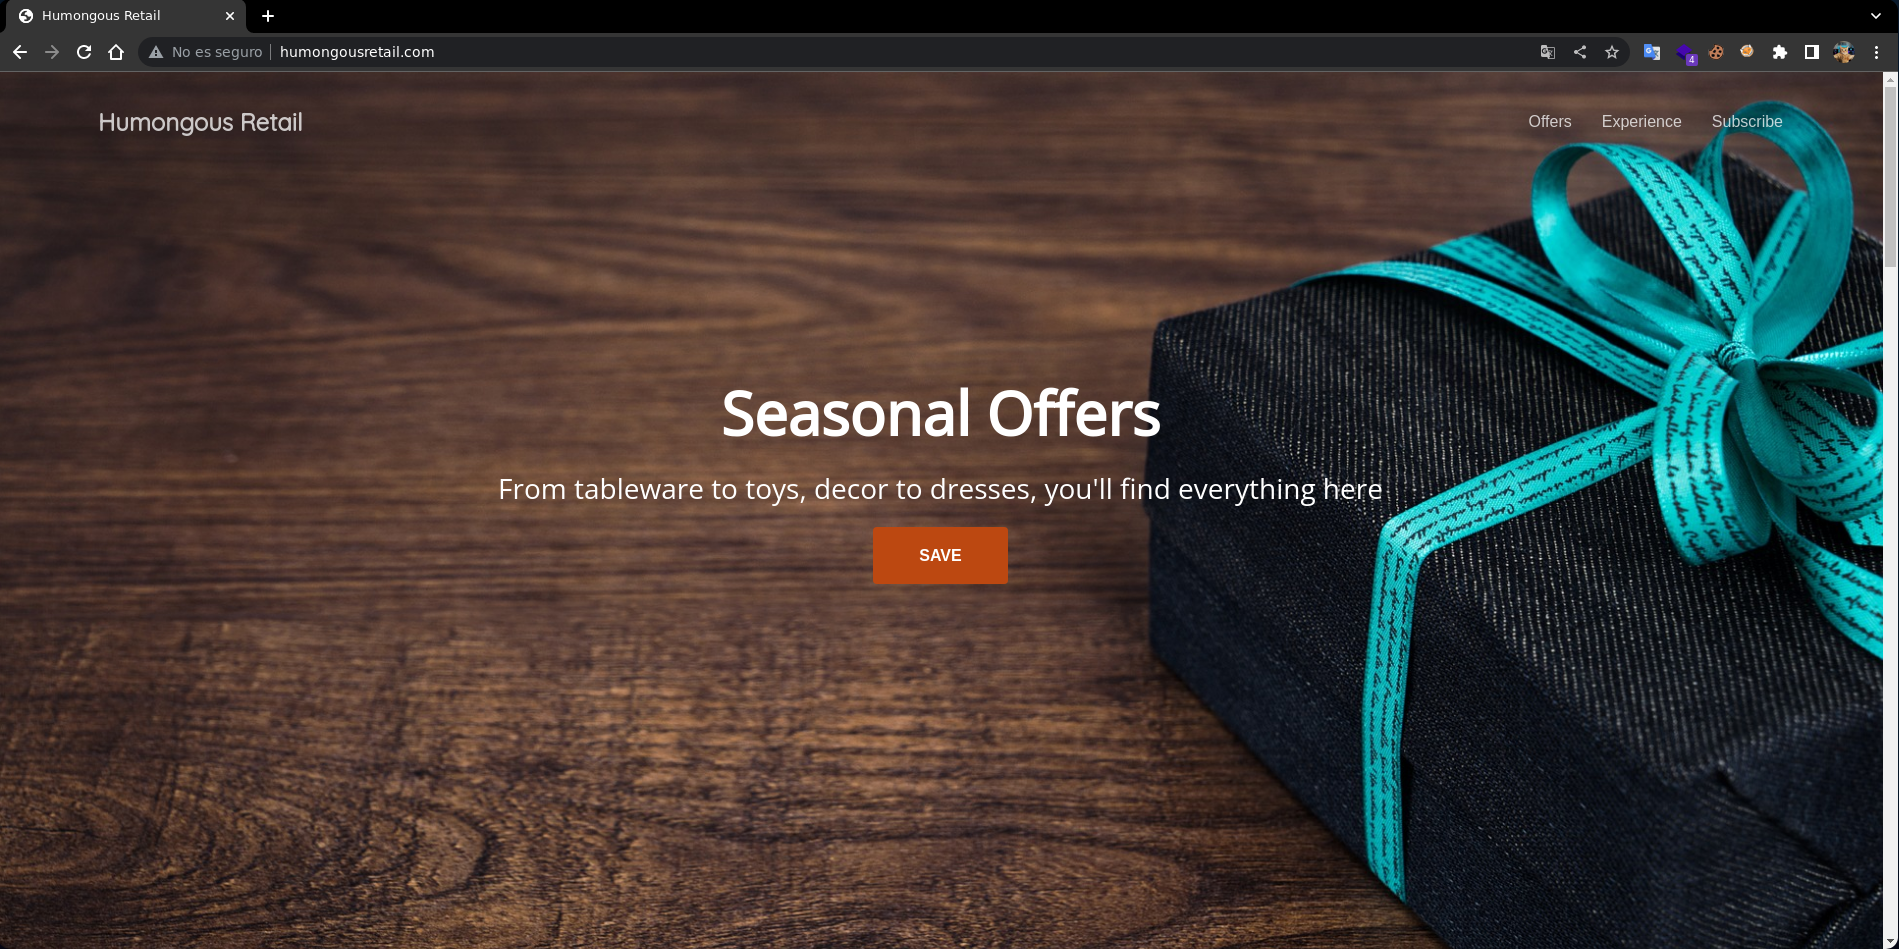 Humongous Retail
No es seguro humongousretail.com
4
Humongous Retail
Offers Experience Subscribe
Seasonal Offers
From tableware to toys, decor to dresses, you'll find everything here
SAVE